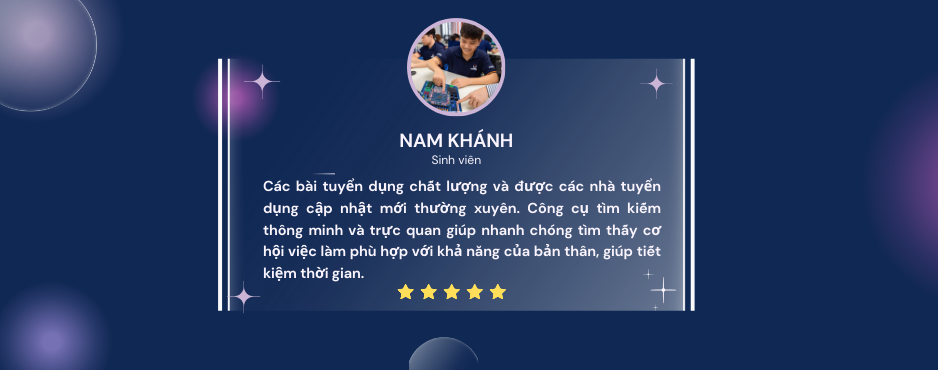 NAM KHÁNH
Sinh viên
Các bài tuyển dụng chất lượng và được các nhà tuyển
dụng cập nhật mới thường xuyên. Công cụ tìm kiếm
thông minh và trực quan giúp nhanh chóng tìm thấy cơ
hội việc làm phù hợp với khả năng của bản thân, giúp tiết
kiệm thời gian.